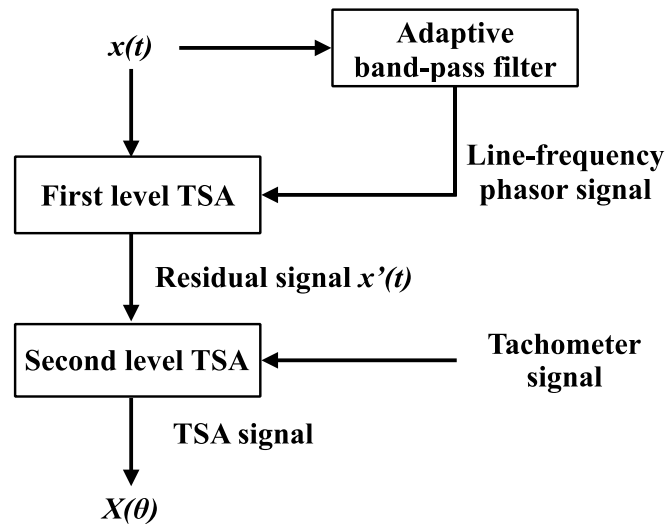 x(t)
Adaptive
band-pass filter
Line-frequency
phasor signal
First level TSA
Residual signal x’(t)
Second level TSA
Tachometer
signal
TSA signal
X(θ)